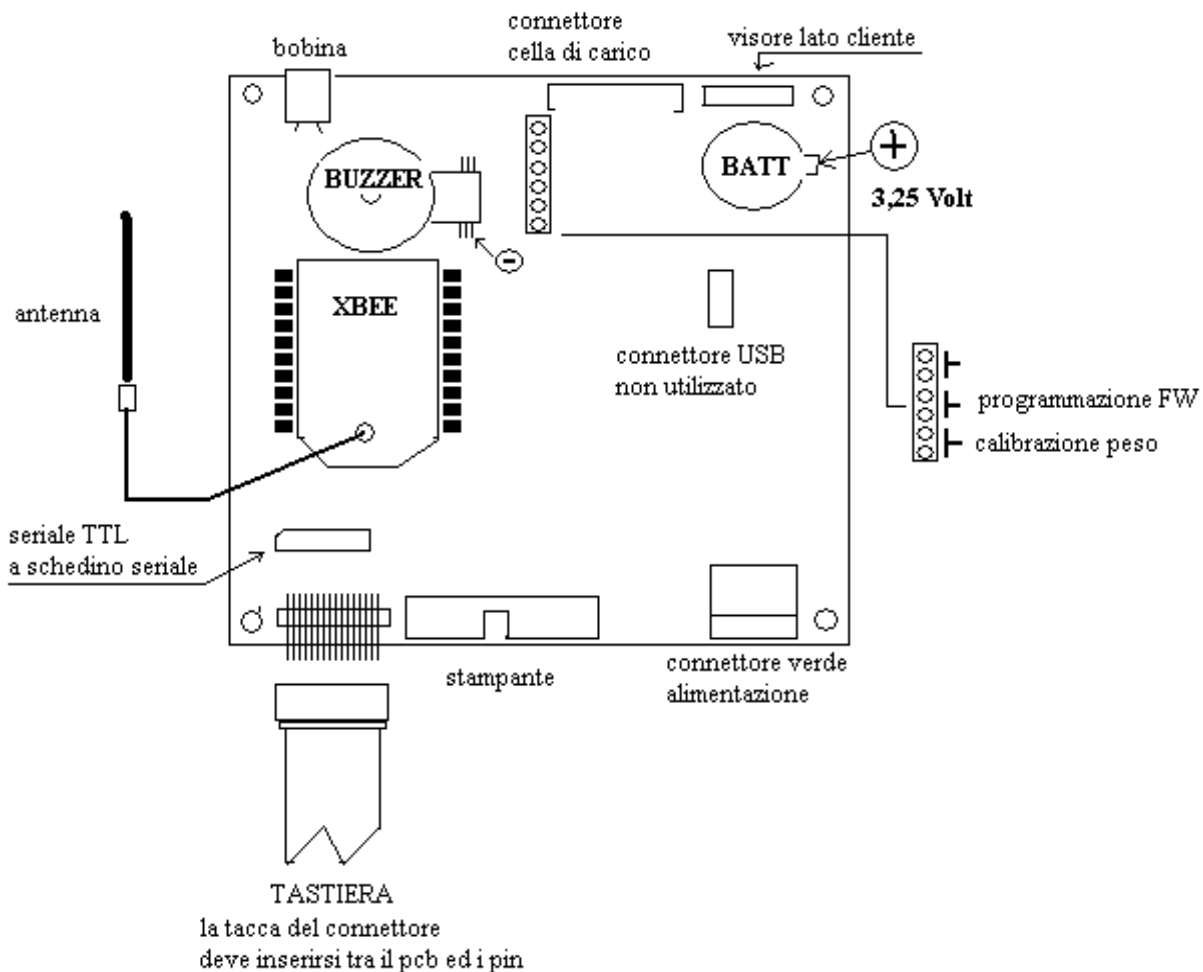 connettore
cella di carico
visore lato cliente
bobina
BUZZER
BATT
+
3,25 Volt
-
XBEE
antenna
connettore USB
non utilizzato
programmazione FW
calibrazione peso
seriale TTL
a schedino seriale
stampante
connettore verde
alimentazione
TASTIERA
la tacca del connettore
deve inserirsi tra il pcb ed i pin